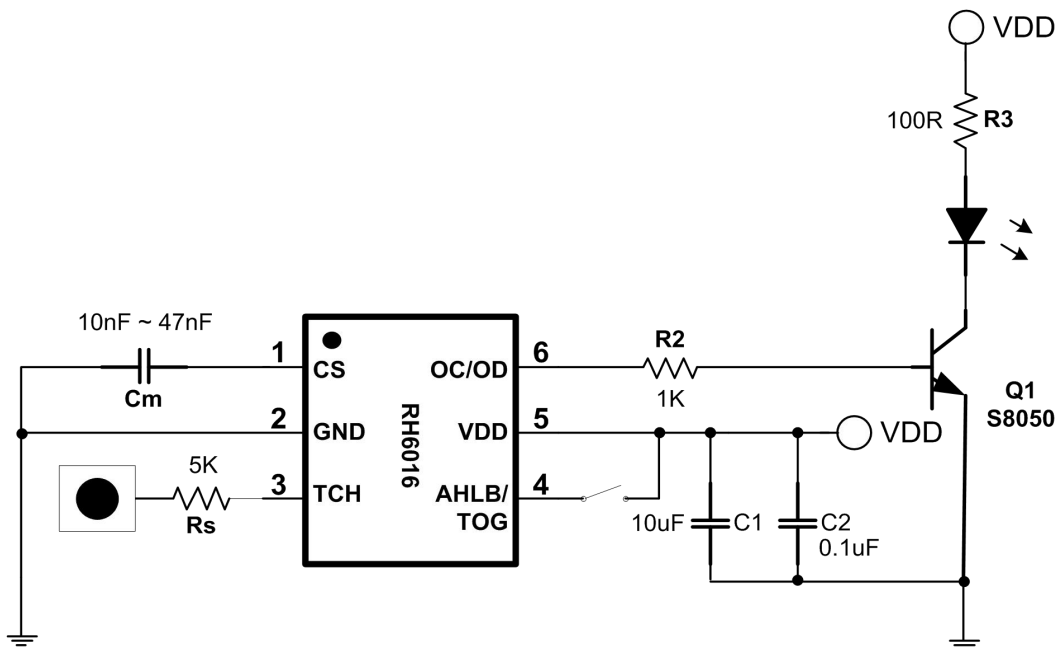 VDD
100R
R3
10nF ~ 47nF
Cm
1
CS
2
GND
5K
Rs
3
TCH
RH6016
OC/OD
6
VDD
5
AHLB/
TOG
4
R2
1K
VDD
Q1
S8050
10uF
C1
C2
0.1uF